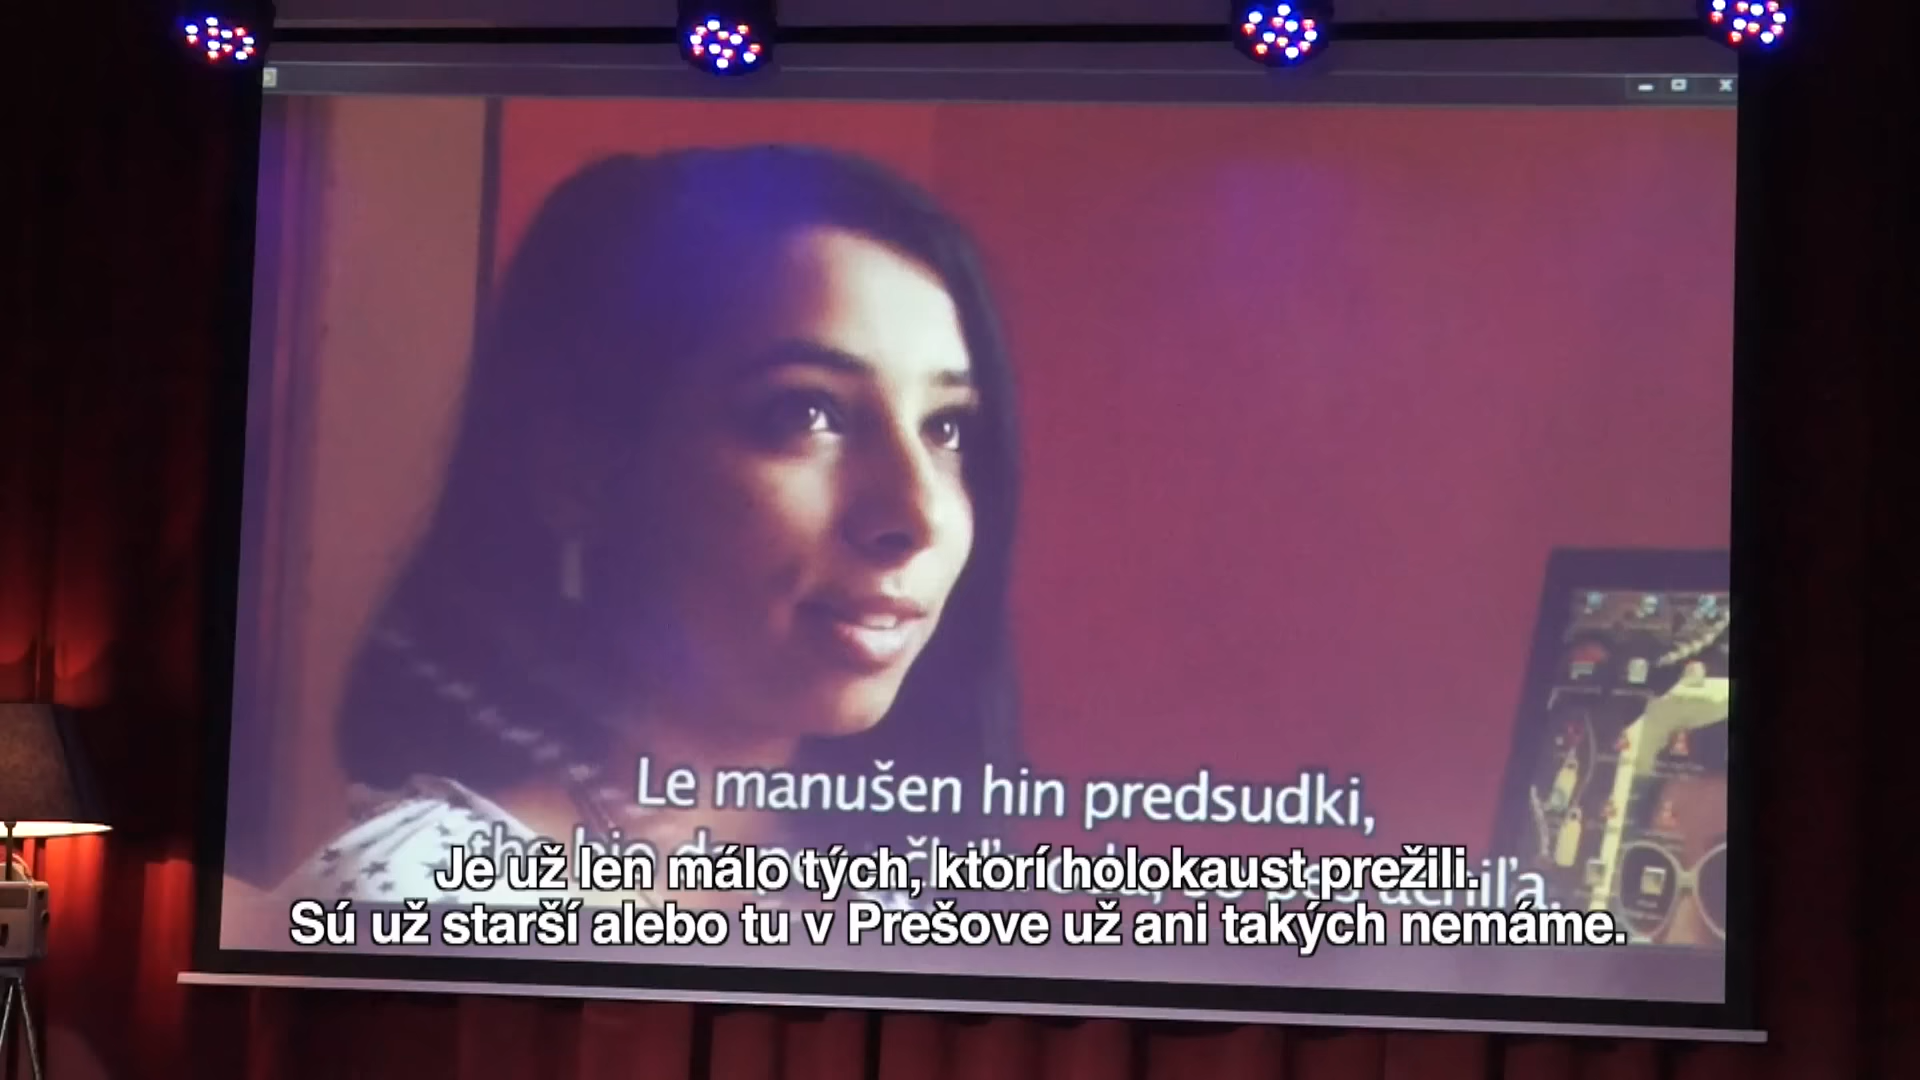 Le manušen hin predsudki,
Je už len málo tých, ktorí holokaust prežili.
Sú už starší alebo tu v Prešove už ani takých nemáme.